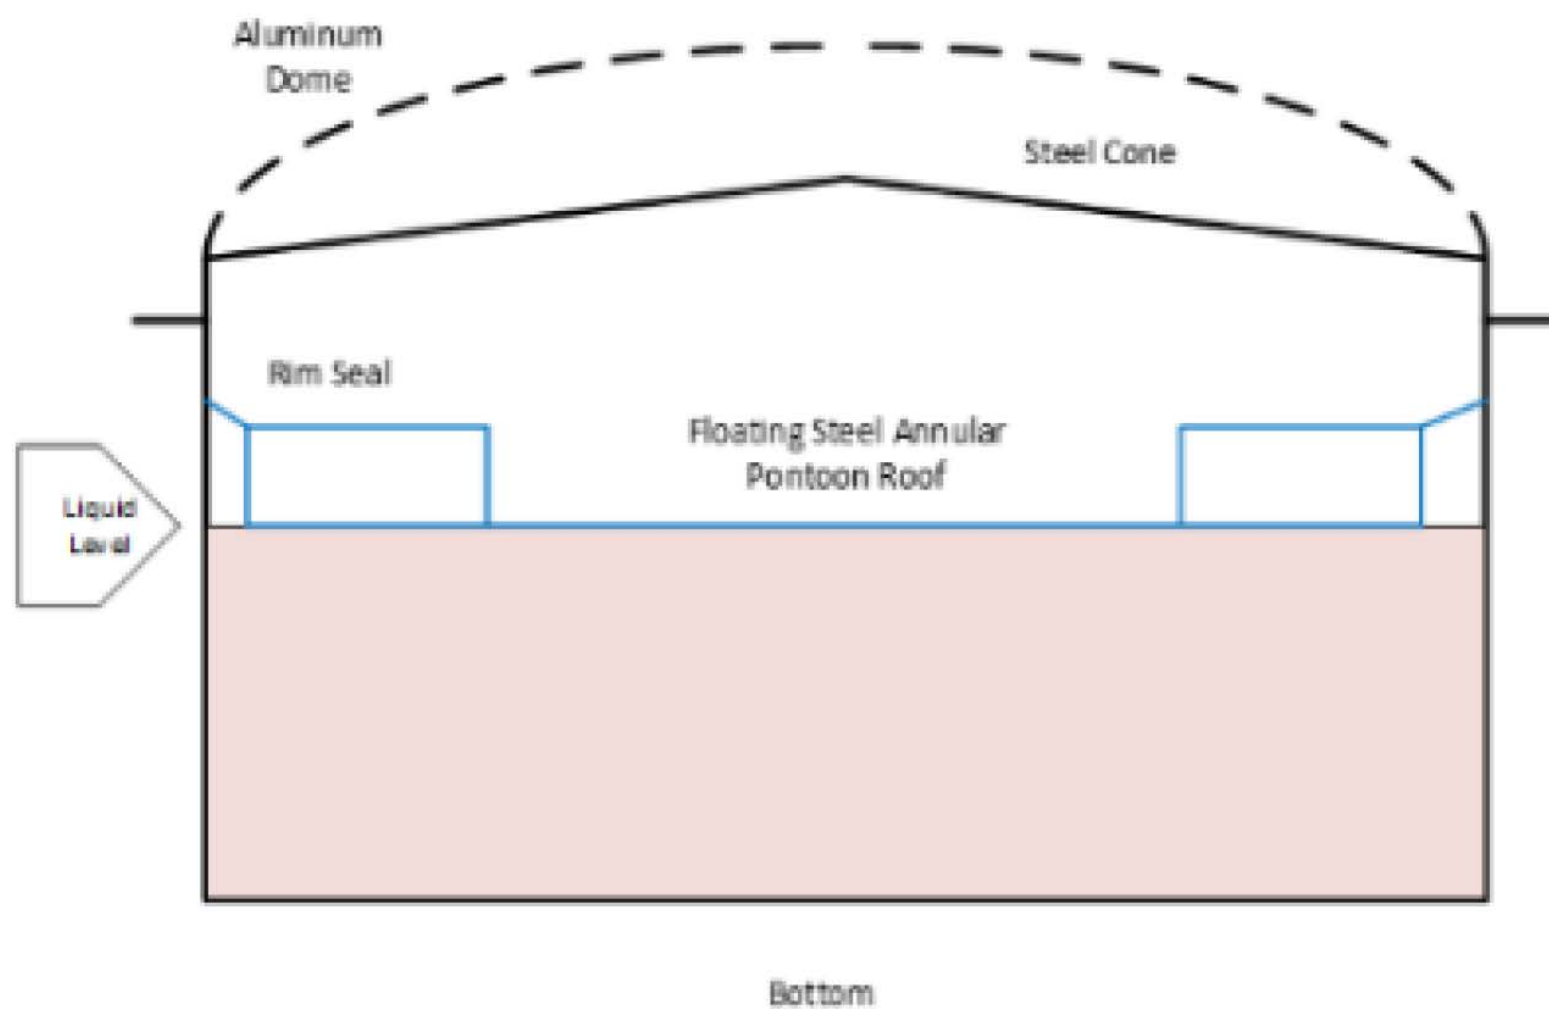 Aluminum
Dome
Steel Cone
Rim Seal
Floating Steel Annular
Pontoon Roof
Liquid
Level
Bottom